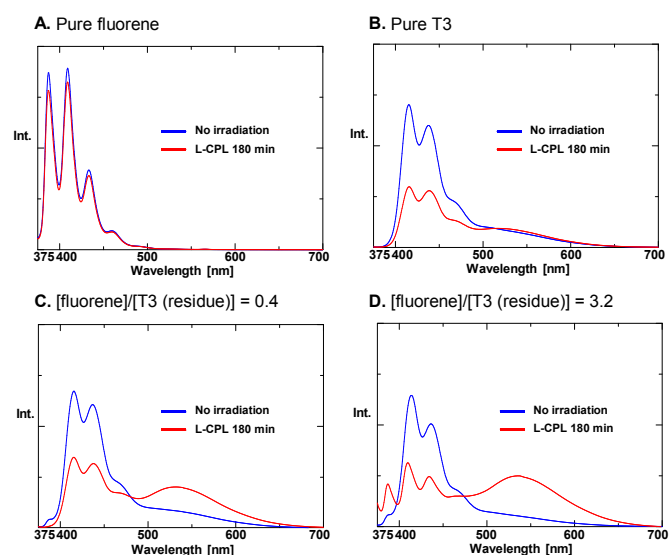 A. Pure fluorene
Int.
No irradiation
L-CPL 180 min
375 400 500 600 700
Wavelength [nm]
B. Pure T3
Int.
No irradiation
L-CPL 180 min
375 400 500 600 700
Wavelength [nm]
C. [fluorene]/[T3 (residue)] = 0.4
Int.
No irradiation
L-CPL 180 min
375 400 500 600 700
Wavelength [nm]
D. [fluorene]/[T3 (residue)] = 3.2
Int.
No irradiation
L-CPL 180 min
375 400 500 600 700
Wavelength [nm]